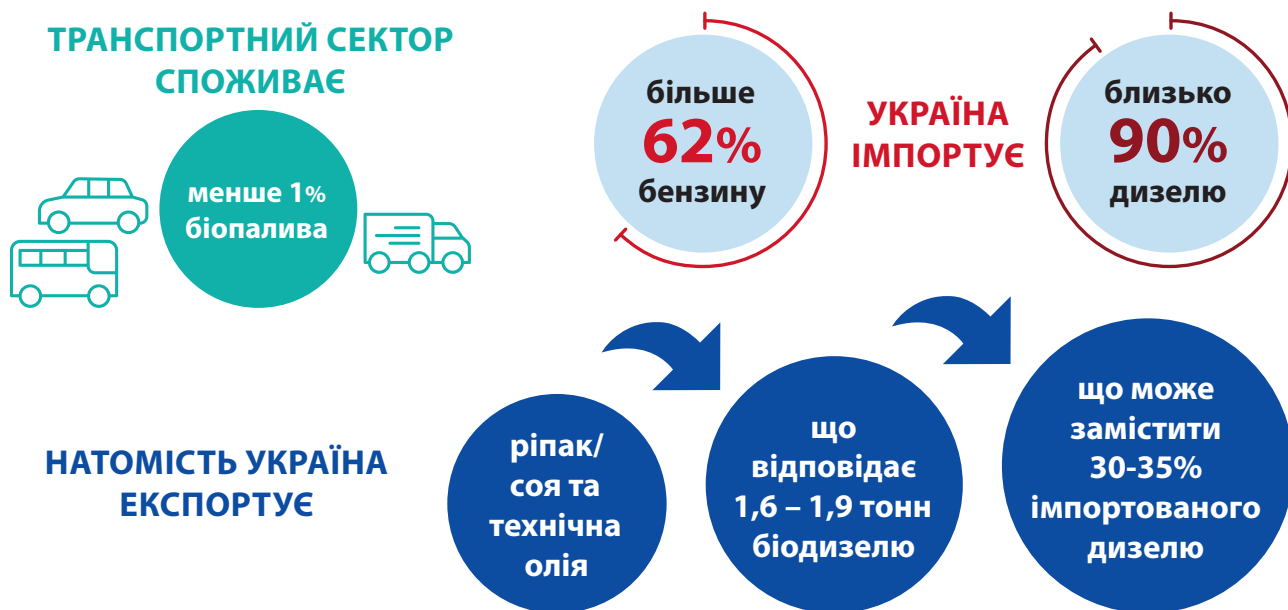 ТРАНСПОРТНИЙ СЕКТОР
СПОЖИВАЄ
менше 1%
біопалива
більше
62%
бензину
УКРАЇНА
ІМПОРТУЄ
близько
90%
дизелю
НАТОМІСТЬ УКРАЇНА
ЕКСПОРТУЄ
ріпак/
соя та
технічна
олія
що
відповідає
1,6 – 1,9 тонн
біодизелю
що може
замістити
30-35%
імпортованого
дизелю